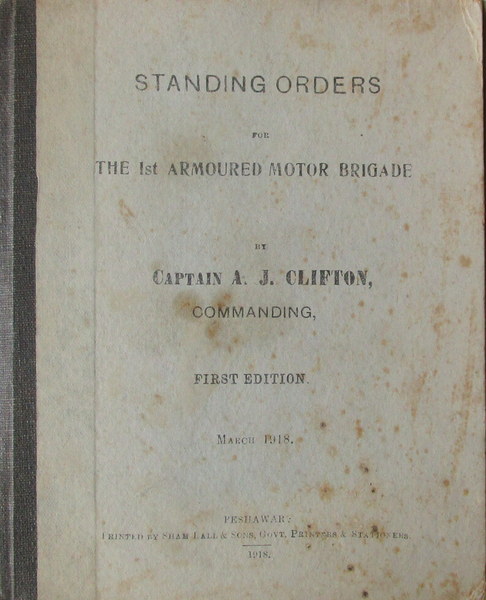 STANDING ORDERS
FOR
THE 1st ARMOURED MOTOR BRIGADE
BY
CAPTAIN A. J. CLIFTON,
COMMANDING,
FIRST EDITION.
MARCH 1918.
PESHAWAR:
PRINTED BY SHAM LALL & SONS, GOVT. PRINTERS & STATIONERS
1918.